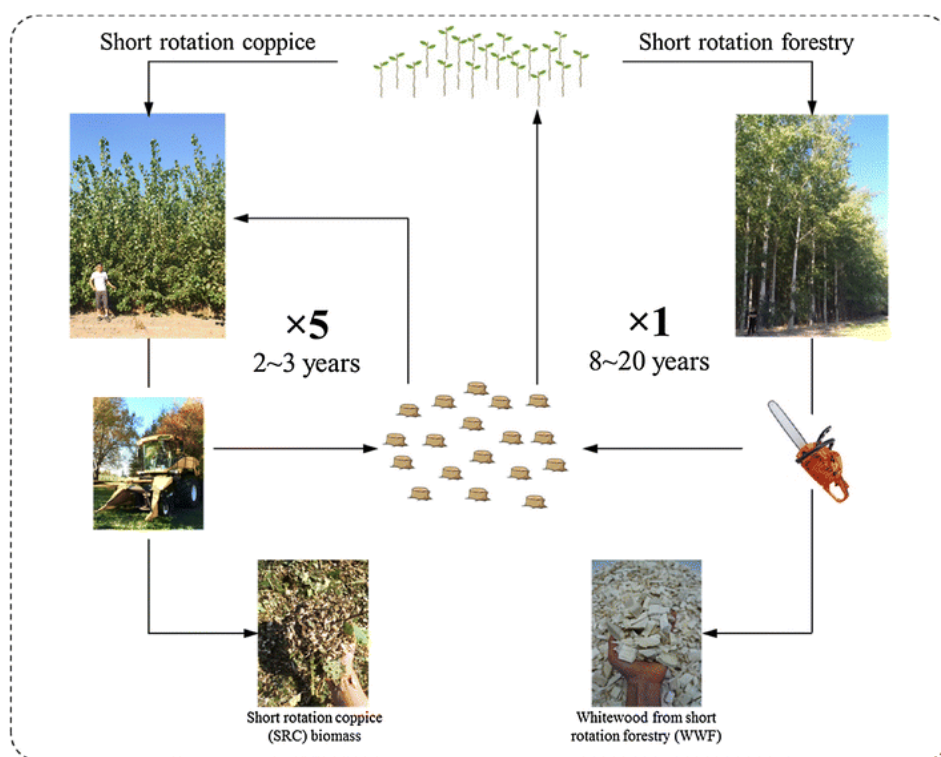 Short rotation coppice
Short rotation forestry
×5
2~3 years
×1
8~20 years
Short rotation coppice
(SRC) biomass
Whitewood from short
rotation forestry (WWF)